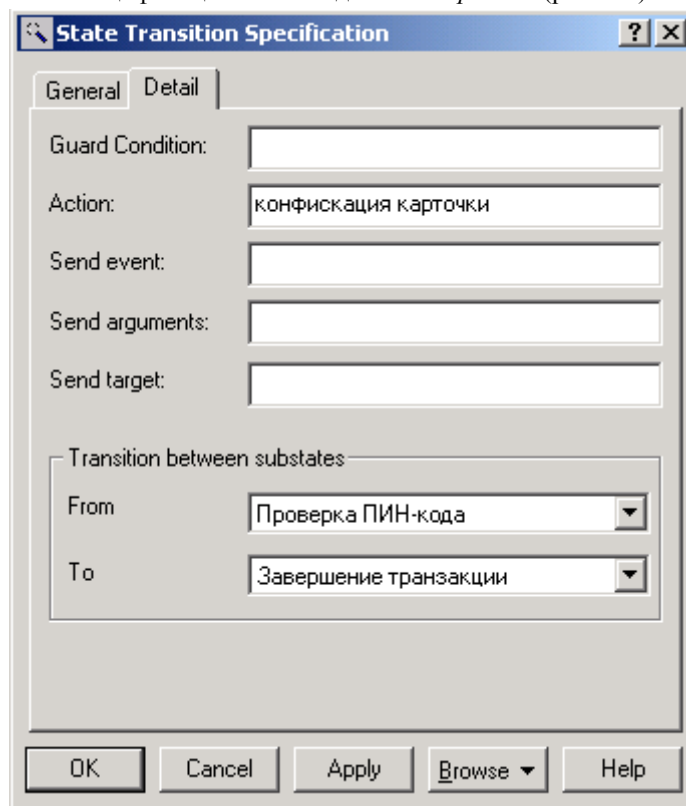 State Transition Specification
General Detail
Guard Condition:
Action: конфискация карточки
Send event:
Send arguments:
Send target:
Transition between substates
From Проверка ПИН-кода
To Завершение транзакции
OK Cancel Apply Browse Help